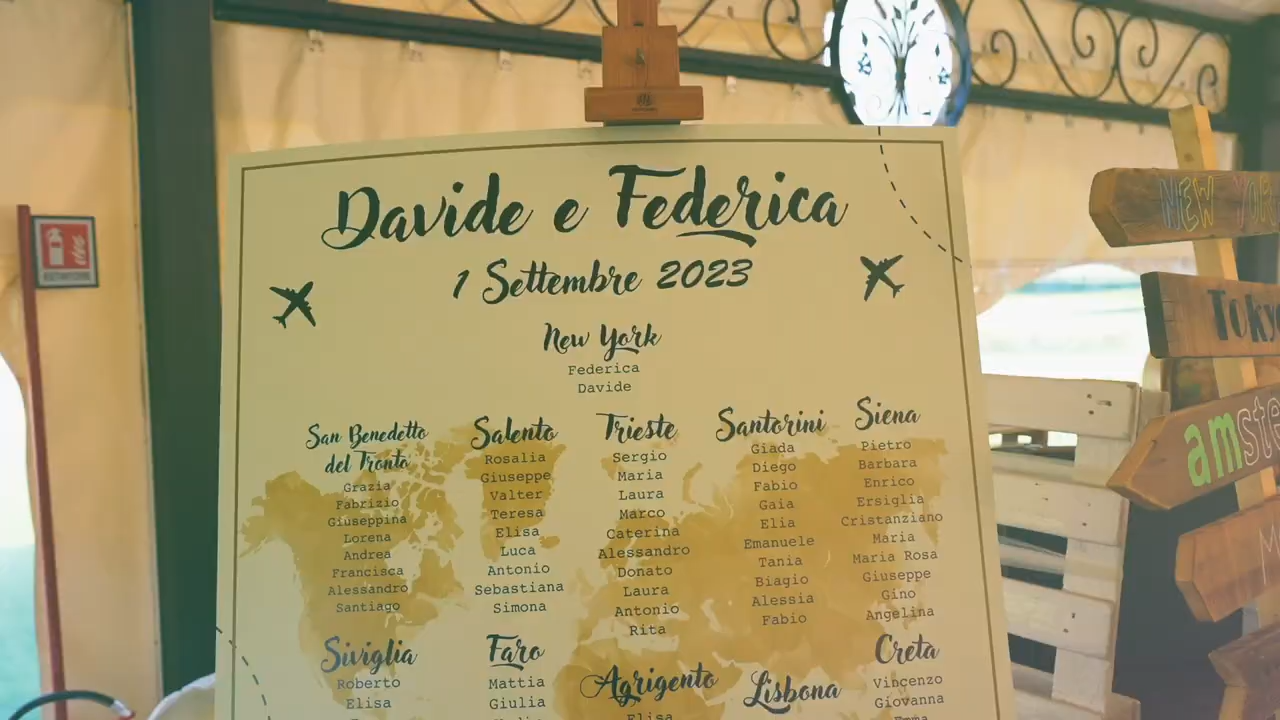 Davide e Federica
1 Settembre 2023
New York
Federica
Davide
San Benedetto
del Tronto
Grazia
Fabrizio
Giuseppina
Lorena
Andrea
Francisca
Alessandro
Santiago
Salento
Rosalia
Giuseppe
Valter
Teresa
Elisa
Luca
Antonio
Sebastiana
Simona
Trieste
Sergio
Maria
Laura
Marco
Caterina
Alessandro
Donato
Laura
Antonio
Rita
Santorini
Giada
Diego
Fabio
Gaia
Elia
Emanuele
Tania
Biagio
Alessia
Fabio
Siena
Pietro
Barbara
Enrico
Ersiglia
Cristanziano
Maria
Maria Rosa
Giuseppe
Gino
Angelina
Siviglia
Roberto
Elisa
Faro
Mattia
Giulia
Agrigento
Elisa
Lisbona
Creta
Vincenzo
Giovanna
Emma
ESTINTORE
NEW YOR
Toky
amste